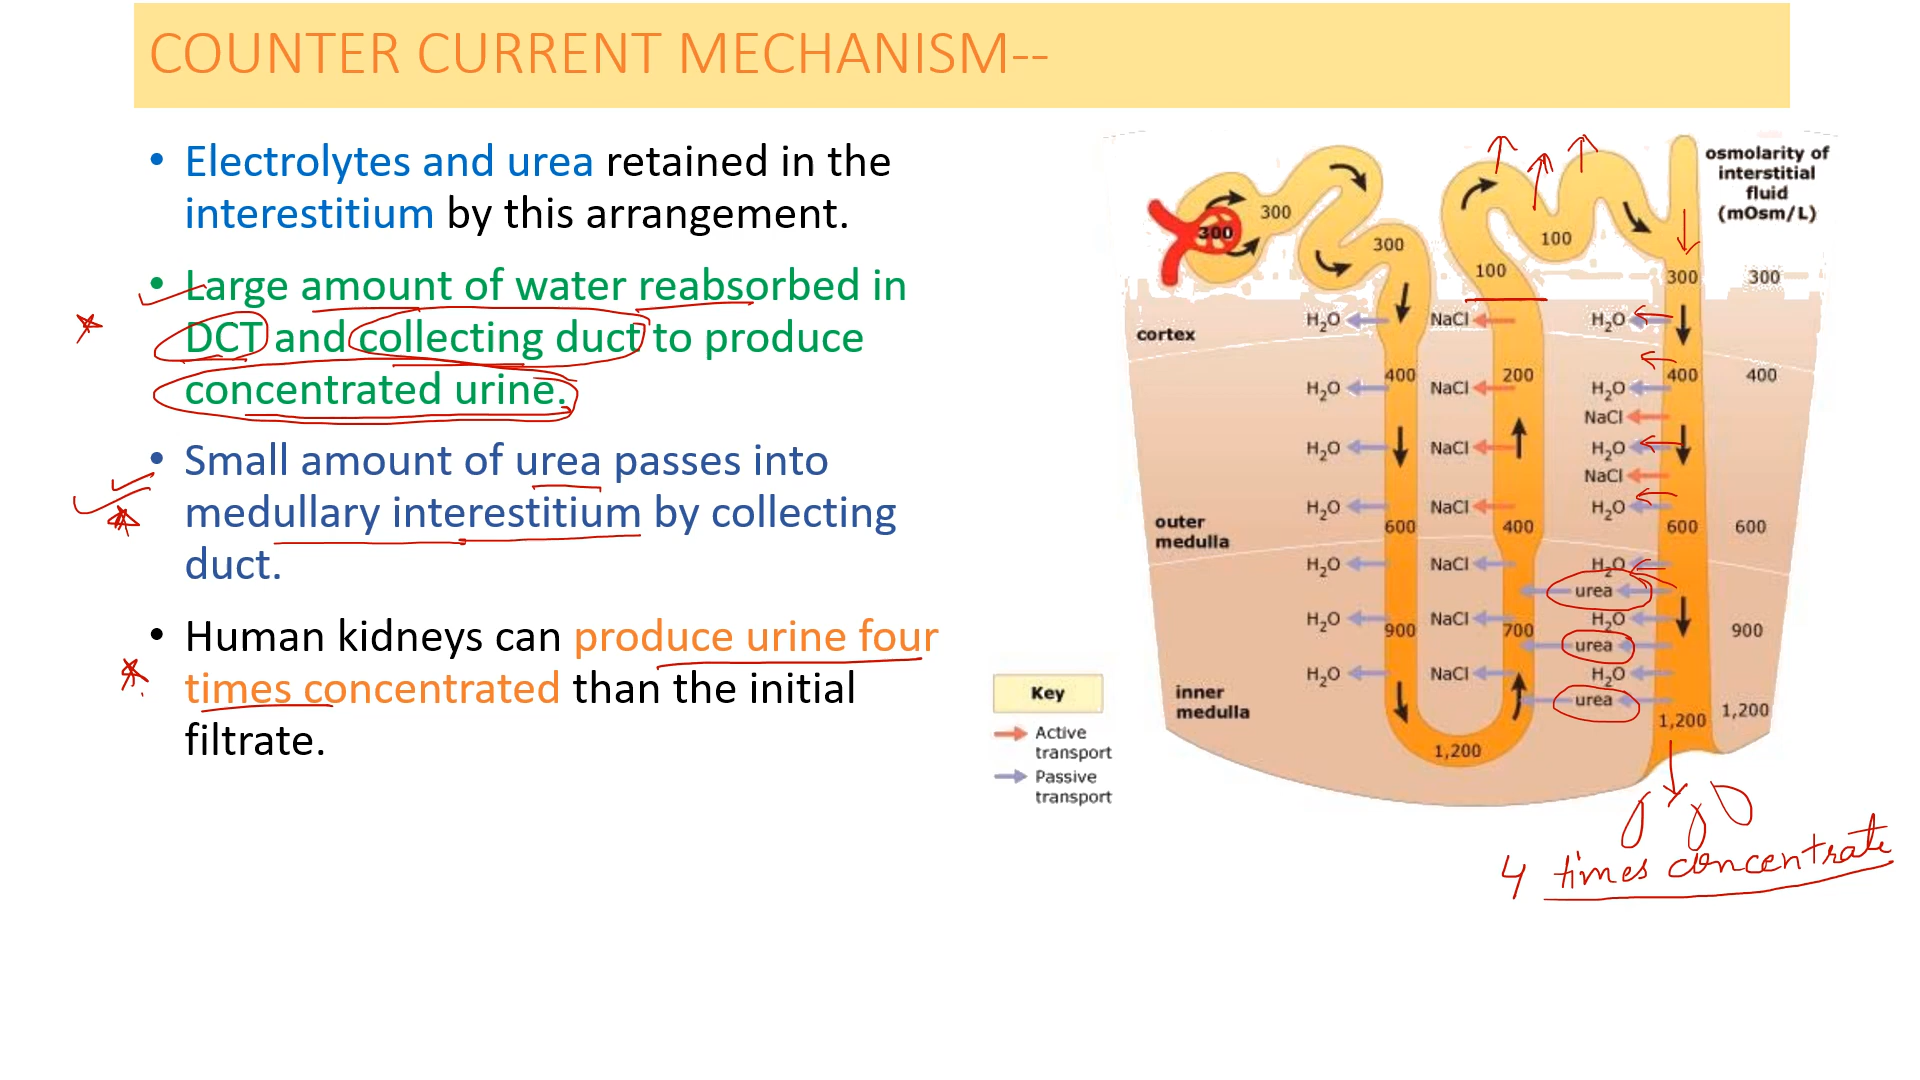 COUNTER CURRENT MECHANISM--
• Electrolytes and urea retained in the
interestitium by this arrangement.
• Large amount of water reabsorbed in
DCT and collecting duct to produce
concentrated urine.
• Small amount of urea passes into
medullary interestitium by collecting
duct.
• Human kidneys can produce urine four
times concentrated than the initial
filtrate.
osmolarity of
interstitial
fluid
(mOsm/L)
300
300
300
100
100
300 300
H₂O NaCl H₂O
cortex
400 200 400 400
H₂O NaCl H₂O
NaCl
H₂O NaCl H₂O
NaCl
H₂O NaCl H₂O
outer
medulla
600 400 600 600
H₂O NaCl H₂O
urea
H₂O NaCl H₂O
900 700 900
urea
H₂O NaCl H₂O
urea
inner
medulla
1,200 1,200
1,200
Key
Active
transport
Passive
transport
4 times concentrate